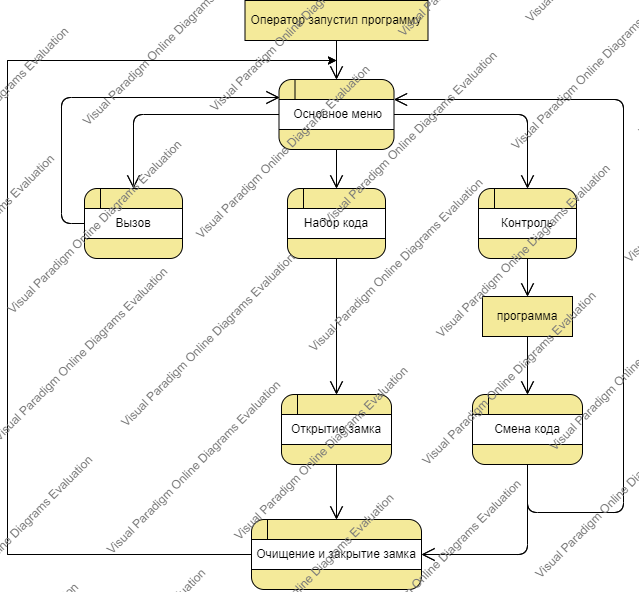 Оператор запустил программу
Основное меню
Вызов
Набор кода
Контроль
программа
Открытие замка
Смена кода
Очищение и закрытие замка
Visual Paradigm Online Diagrams Evaluation